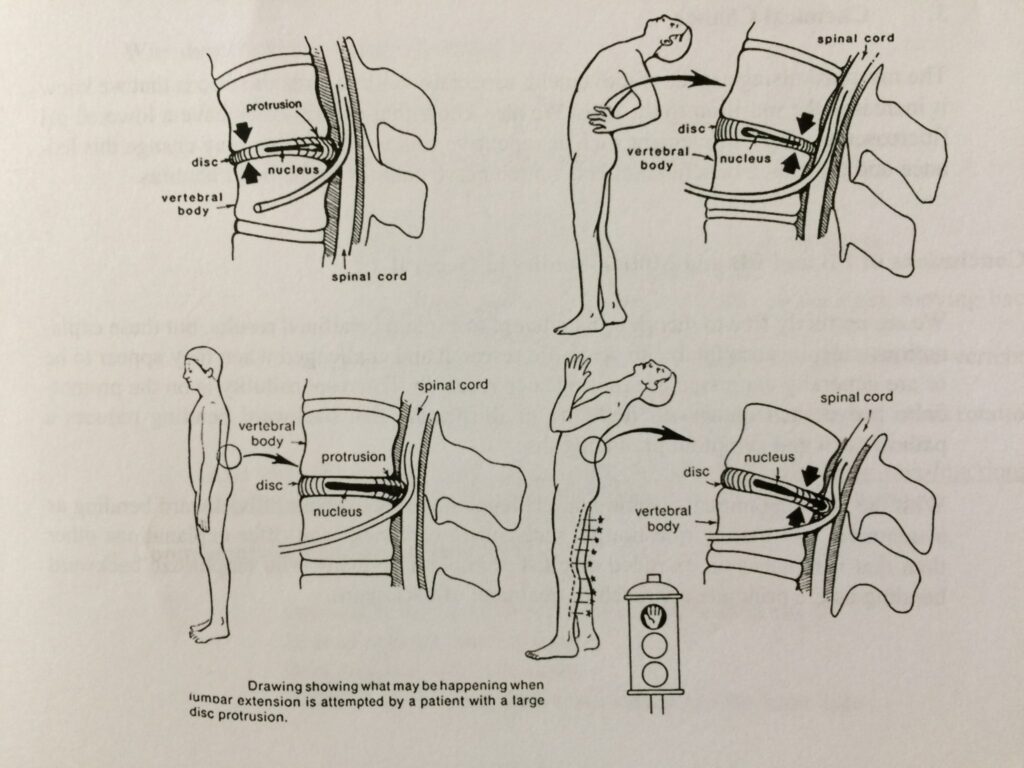 protrusion
disc
nucleus
vertebral
body
spinal cord
spinal cord
disc
vertebral
body
nucleus
spinal cord
vertebral
body
protrusion
disc
nucleus
spinal cord
nucleus
disc
vertebral
body
Drawing showing what may be happening when
lumbar extension is attempted by a patient with a large
disc protrusion.